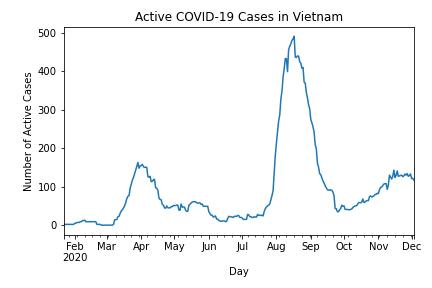 Active COVID-19 Cases in Vietnam
500
400
300
200
100
0
Number of Active Cases
Feb Mar Apr May Jun Jul Aug Sep Oct Nov Dec
2020
Day